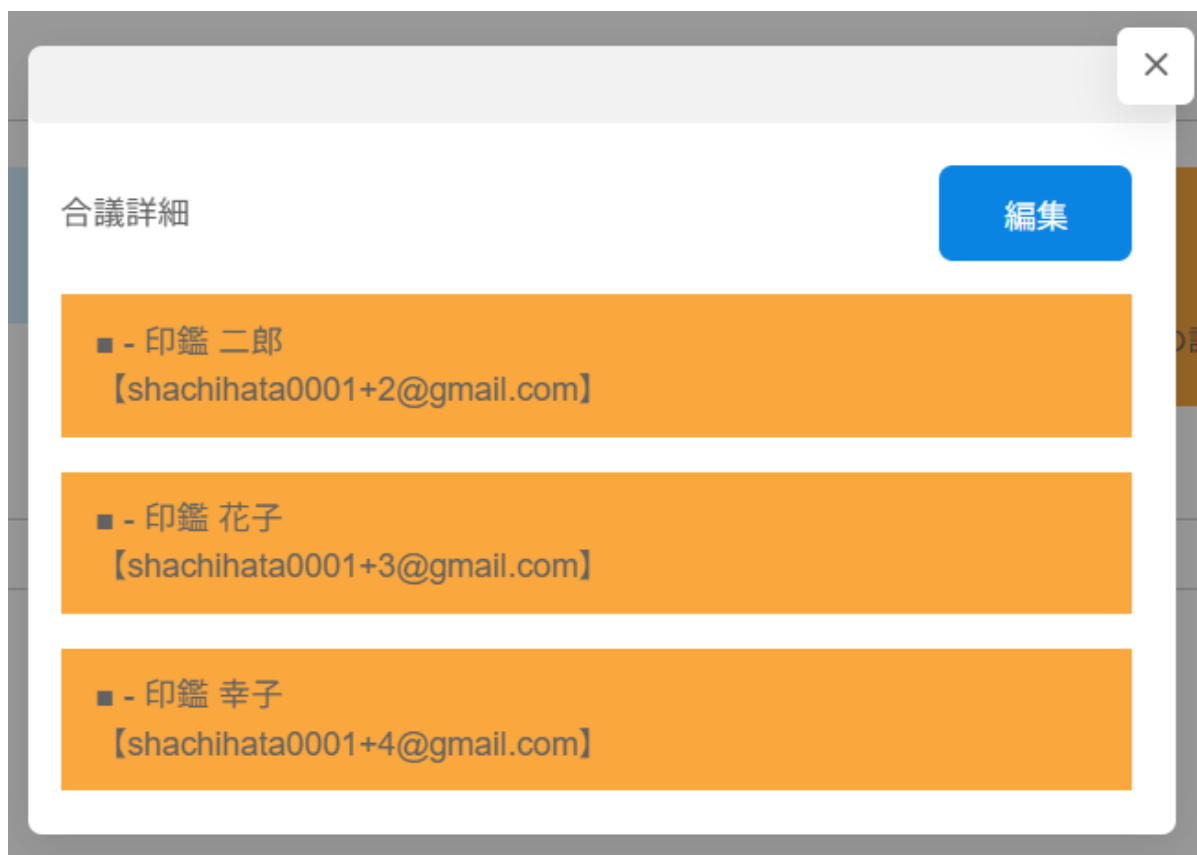 合議詳細
編集
■ - 印鑑 二郎
【shachihata0001+2@gmail.com】
■ - 印鑑 花子
【shachihata0001+3@gmail.com】
■ - 印鑑 幸子
【shachihata0001+4@gmail.com】